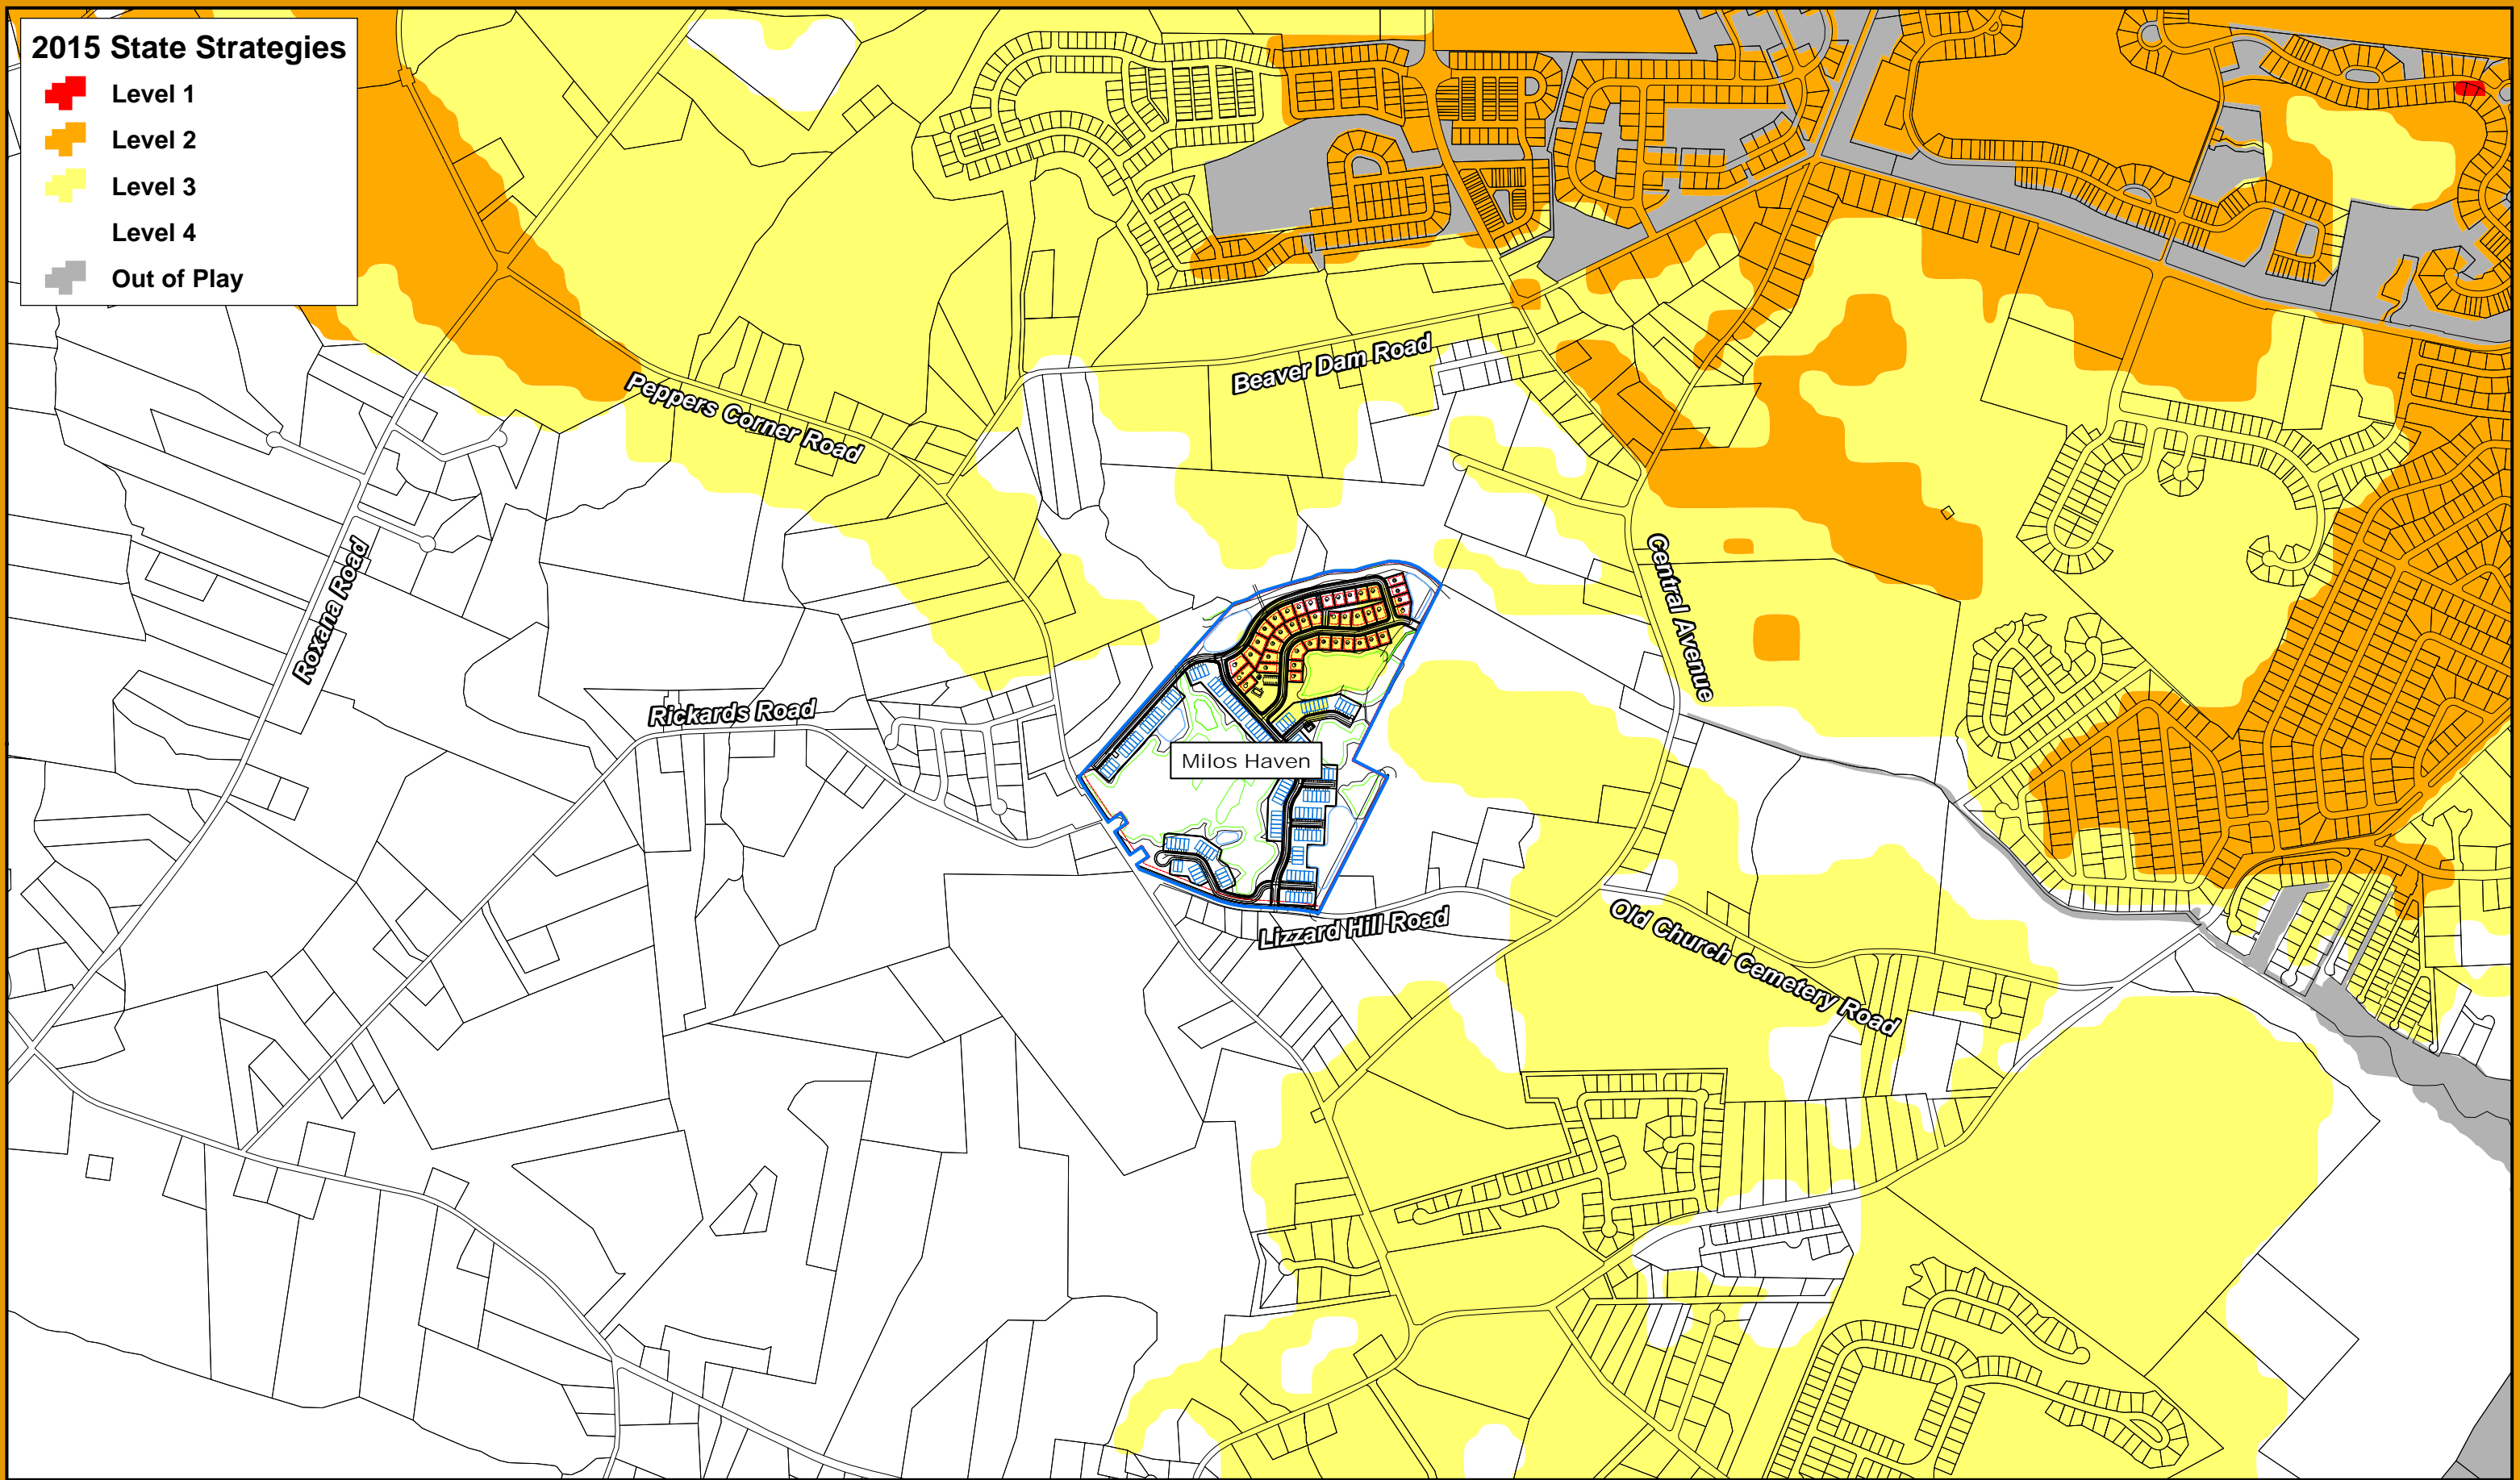 2015 State Strategies
Level 1
Level 2
Level 3
Level 4
Out of Play
Beaver Dam Road
Peppers Corner Road
Roxana Road
Central Avenue
Rickards Road
Milos Haven
Lizzard Hill Road
Old Church Cemetery Road